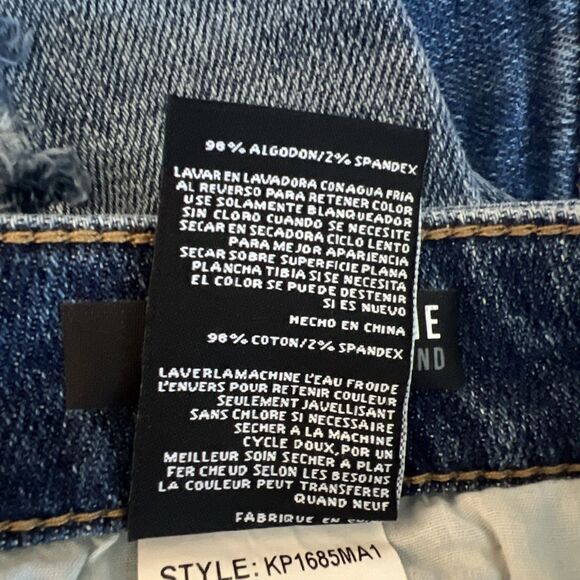 98% ALGODON/2% SPANDEX
LAVAR EN LAVADORA CON AGUA FRIA
AL REVERSO PARA RETENER COLOR
USE SOLAMENTE BLANQUEADOR
SIN CLORO CUANDO SE NECESITE
SECAR EN SECADORA CICLO LENTO
PARA MEJOR APARIENCIA
SECAR SOBRE SUPERFICIE PLANA
PLANCHA TIBIA SI SE NECESITA
EL COLOR SE PUEDE DESTENIR
SI ES NUEVO
HECHO EN CHINA
98% COTON/2% SPANDEX
LAVERLAMACHINE L'EAU FROIDE
L'ENVERS POUR RETENIR COULEUR
SEULEMENT JAVELLISANT
SANS CHLORE SI NECESSAIRE
SECHER A LA MACHINE
CYCLE DOUX, POUR UN
MEILLEUR SOIN SECHER A PLAT
FER CHEUD SELON LES BESOINS
LA COULEUR PEUT TRANSFERER
QUAND NUEF
FABRIQUE EN
STYLE: KP1685MA1